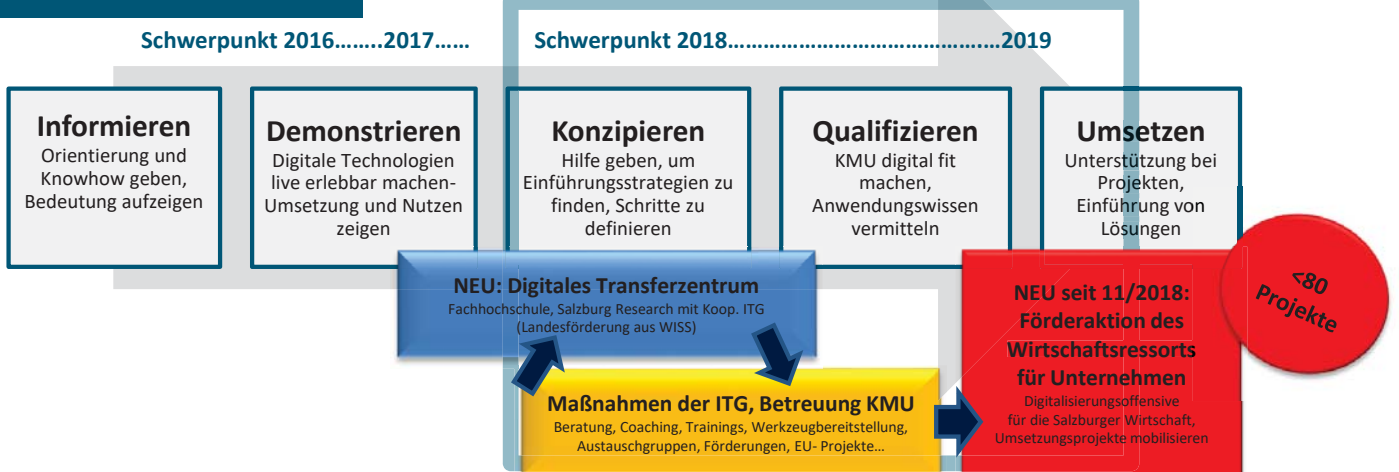 Schwerpunkt 2016……..2017……
Schwerpunkt 2018……………………………………….…2019
Informieren
Orientierung und
Knowhow geben,
Bedeutung aufzeigen
Demonstrieren
Digitale Technologien
live erlebbar machen-
Umsetzung und Nutzen
zeigen
Konzipieren
Hilfe geben, um
Einführungsstrategien zu
finden, Schritte zu
definieren
Qualifizieren
KMU digital fit
machen,
Anwendungswissen
vermitteln
Umsetzen
Unterstützung bei
Projekten,
Einführung von
Lösungen
<80
Projekte
NEU: Digitales Transferzentrum
Fachhochschule, Salzburg Research mit Koop. ITG
(Landesförderung aus WISS)
NEU seit 11/2018:
Förderaktion des
Wirtschaftsressorts
für Unternehmen
Digitalisierungsoffensive
für die Salzburger Wirtschaft,
Umsetzungsprojekte mobilisieren
Maßnahmen der ITG, Betreuung KMU
Beratung, Coaching, Trainings, Werkzeugbereitstellung,
Austauschgruppen, Förderungen, EU- Projekte…